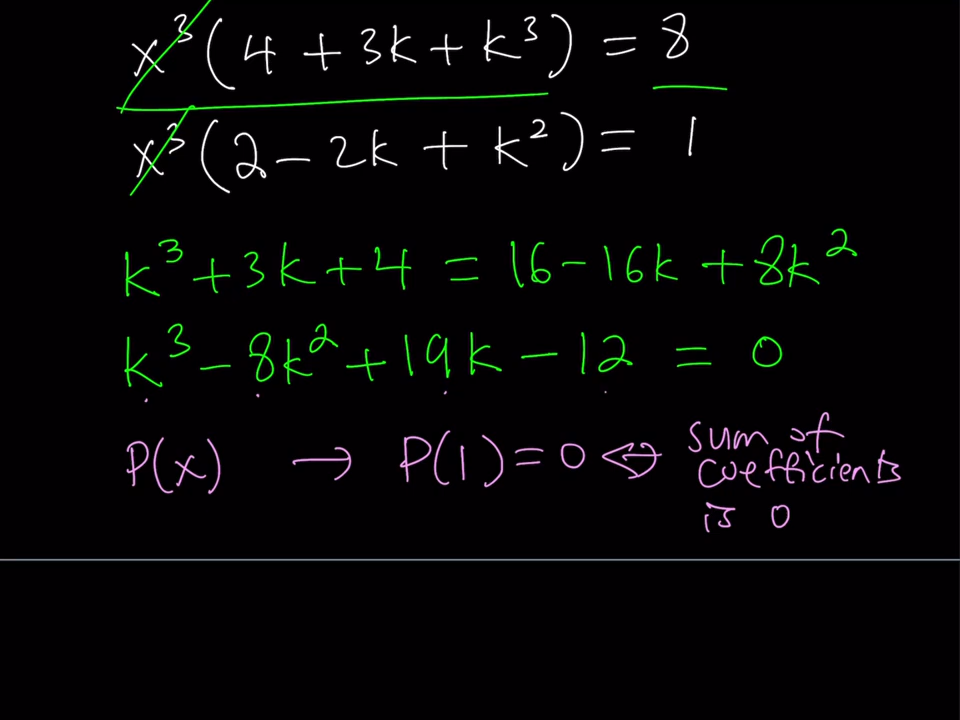 x³(4 + 3k + k³) = 8
x³(2 - 2k + k²) = 1
k³ + 3k + 4 = 16 - 16k + 8k²
k³ - 8k² + 19k - 12 = 0
P(x) → P(1) = 0 ⇔ sum of
coefficients
is 0